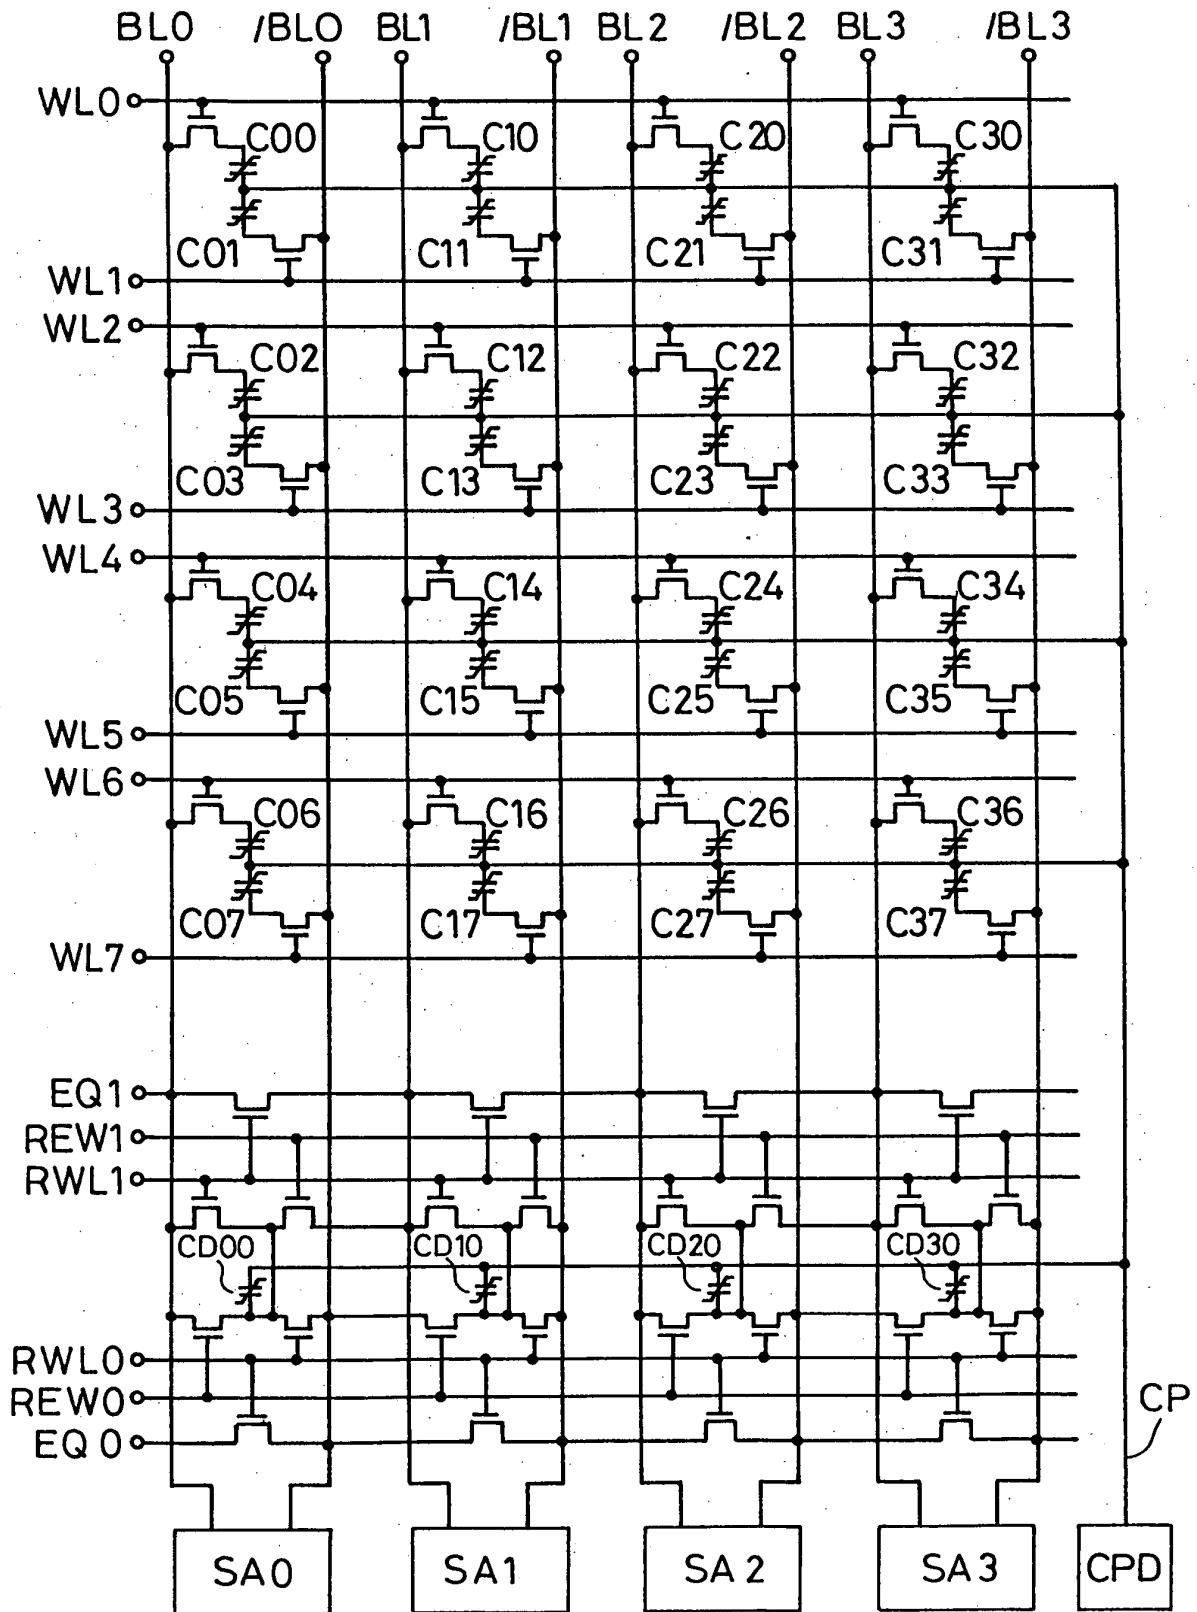 BL0 /BL0 BL1 /BL1 BL2 /BL2 BL3 /BL3
WL0
C00 C10 C20 C30
C01 C11 C21 C31
WL1
WL2
C02 C12 C22 C32
C03 C13 C23 C33
WL3
WL4
C04 C14 C24 C34
C05 C15 C25 C35
WL5
WL6
C06 C16 C26 C36
C07 C17 C27 C37
WL7
EQ1
REW1
RWL1
CD00 CD10 CD20 CD30
RWL0
REW0
CP
EQ0
SA0 SA1 SA2 SA3 CPD